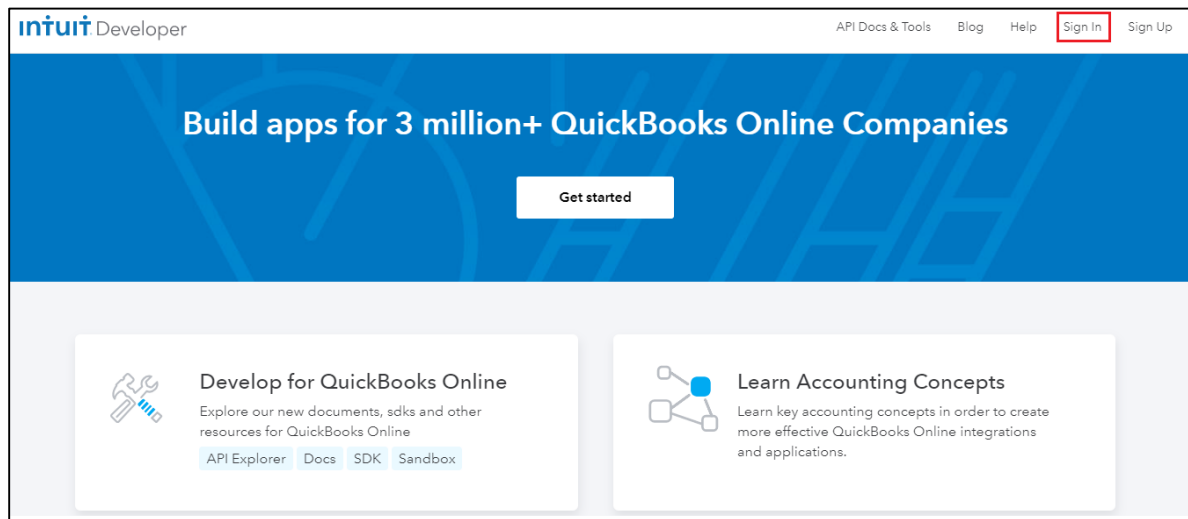 ıntuıt Developer
API Docs & Tools Blog Help Sign In Sign Up
Build apps for 3 million+ QuickBooks Online Companies
Get started
Develop for QuickBooks Online
Explore our new documents, sdks and other
resources for QuickBooks Online
API Explorer Docs SDK Sandbox
Learn Accounting Concepts
Learn key accounting concepts in order to create
more effective QuickBooks Online integrations
and applications.